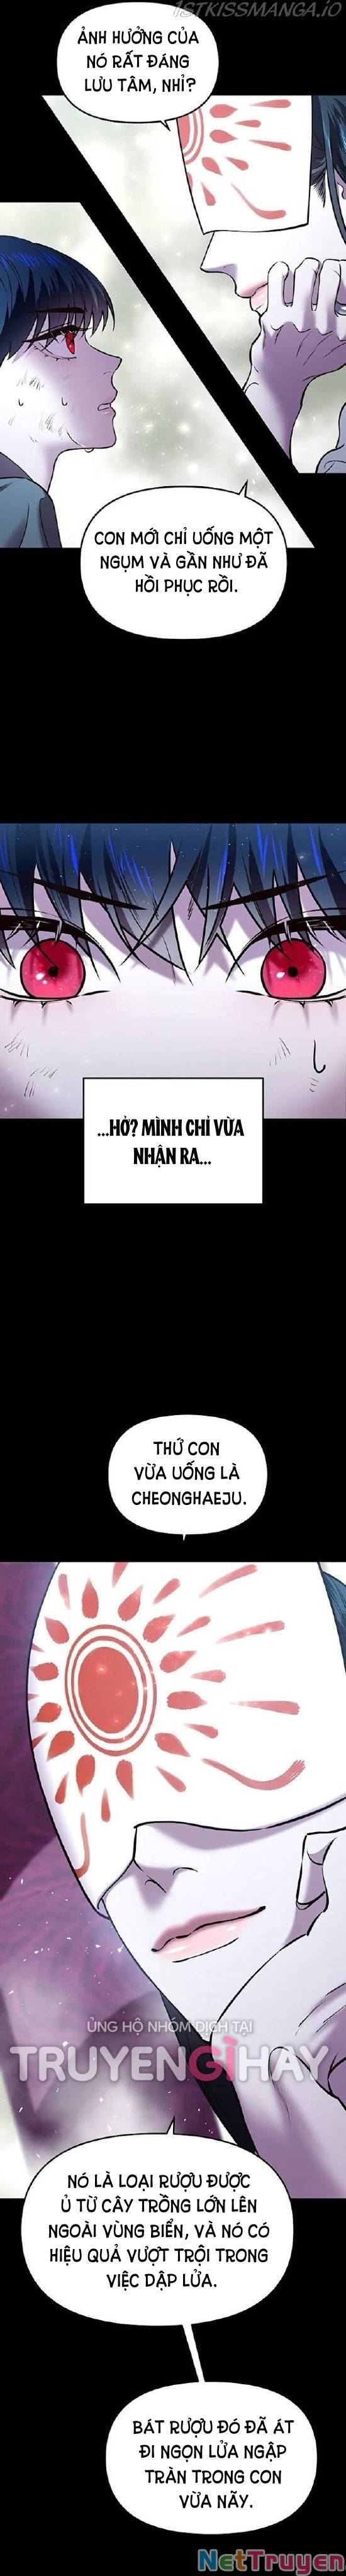 1STKISSMANGA.IO
ẢNH HƯỞNG CỦA
NÓ RẤT ĐÁNG
LƯU TÂM, NHỈ?
CON MỚI CHỈ UỐNG MỘT
NGỤM VÀ GẦN NHƯ ĐÃ
HỒI PHỤC RỒI.
...HỞ? MÌNH CHỈ VỪA
NHẬN RA...
THỨ CON
VỪA UỐNG LÀ
CHEONGHAEJU.
ỦNG HỘ NHÓM DỊCH TẠI
TRUYENGIHAY
NÓ LÀ LOẠI RƯỢU ĐƯỢC
Ủ TỪ CÂY TRỒNG LỚN LÊN
NGOÀI VÙNG BIỂN, VÀ NÓ CÓ
HIỆU QUẢ VƯỢT TRỘI TRONG
VIỆC DẬP LỬA.
BÁT RƯỢU ĐÓ ĐÃ ÁT
ĐI NGỌN LỬA NGẬP
TRÀN TRONG CON
VỪA NÃY.
NetTruyen